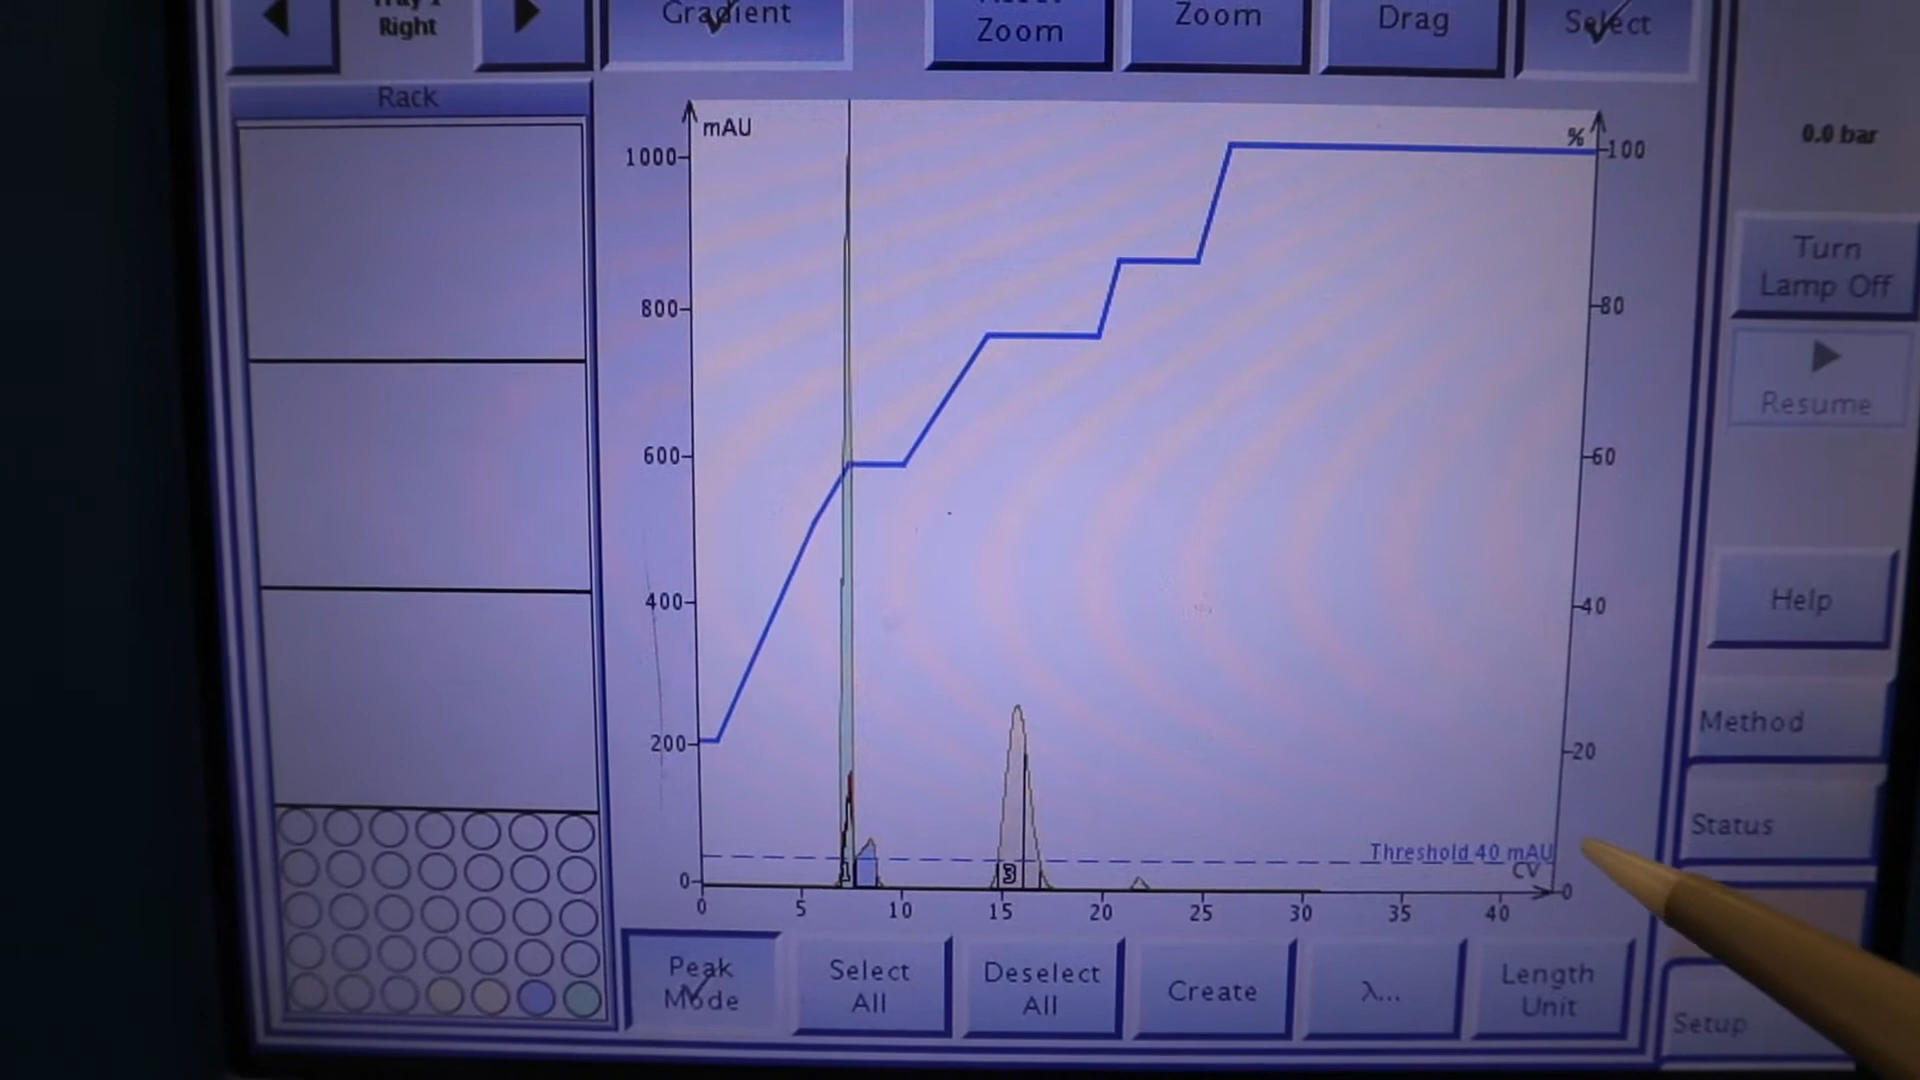 Right
Gradient
Zoom
Zoom
Drag
Select
Rack
mAU
%
1000
800
600
400
200
0
100
80
60
40
20
0
0
5
10
15
20
25
30
35
40
Threshold 40 mAU
CV
1
3
0.0 bar
Turn
Lamp Off
Resume
Help
Method
Status
Setup
Peak
Mode
Select
All
Deselect
All
Create
λ...
Length
Unit